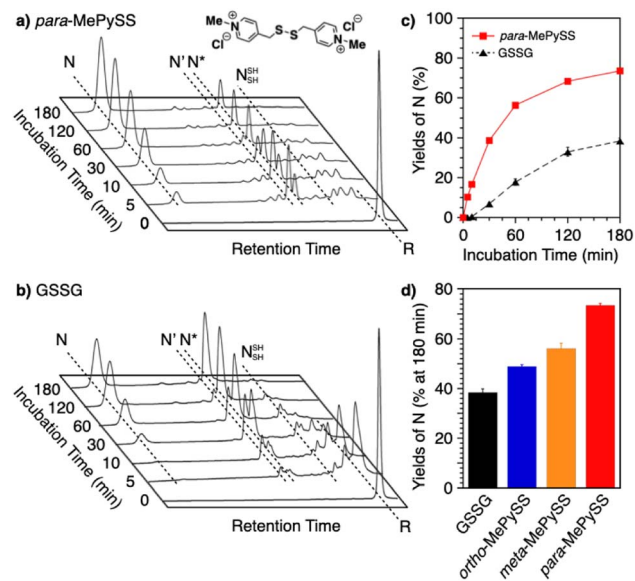 a) para-MePySS
Me
N
⊕
Cl⊖
S
S
Cl⊖
N
⊕
Me
N
N' N*
N SH SH
180
120
60
30
10
5
0
Incubation Time (min)
Retention Time
R
b) GSSG
N
N' N*
N SH SH
180
120
60
30
10
5
0
Incubation Time (min)
Retention Time
R
c)
100
80
60
40
20
0
Yields of N (%)
para-MePySS
GSSG
0 60 120 180
Incubation Time (min)
d)
80
60
40
20
0
Yields of N (% at 180 min)
GSSG
ortho-MePySS
meta-MePySS
para-MePySS